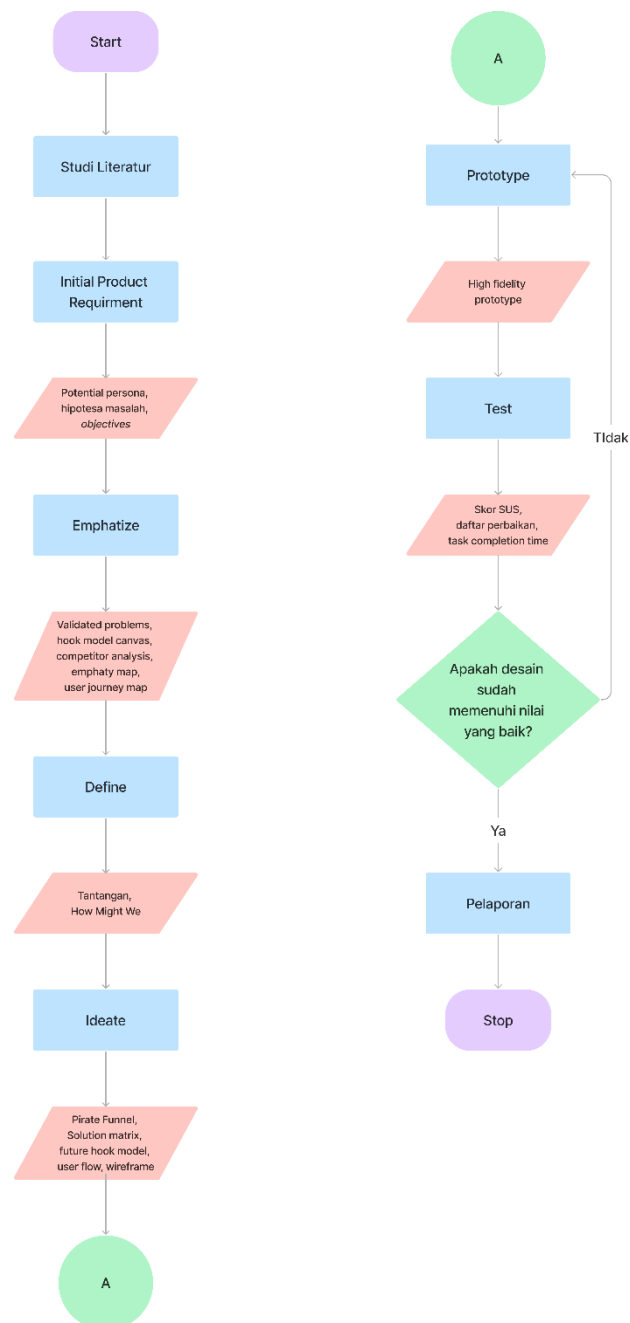 Start
Studi Literatur
Initial Product
Requirment
Potential persona,
hipotesa masalah,
objectives
Emphatize
Validated problems,
hook model canvas,
competitor analysis,
emphaty map,
user journey map
Define
Tantangan,
How Might We
Ideate
Pirate Funnel,
Solution matrix,
future hook model,
user flow, wireframe
A
A
Prototype
High fidelity
prototype
Test
TIdak
Skor SUS,
daftar perbaikan,
task completion time
Apakah desain
sudah
memenuhi nilai
yang baik?
Ya
Pelaporan
Stop